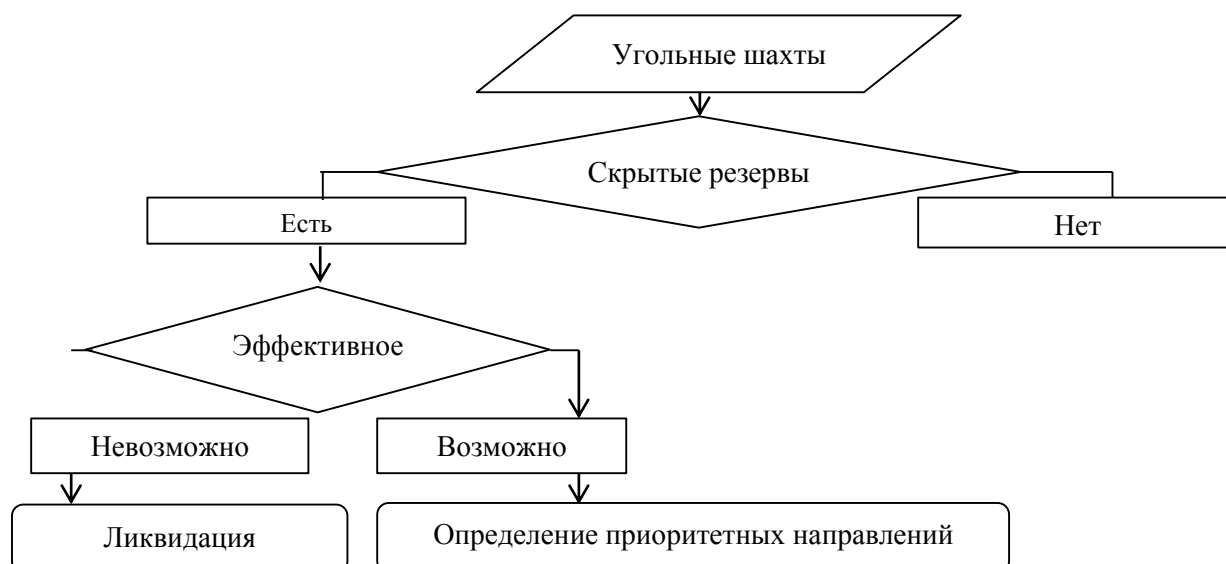 Угольные шахты
Скрытые резервы
Есть
Нет
Эффективное
Невозможно
Возможно
Ликвидация
Определение приоритетных направлений